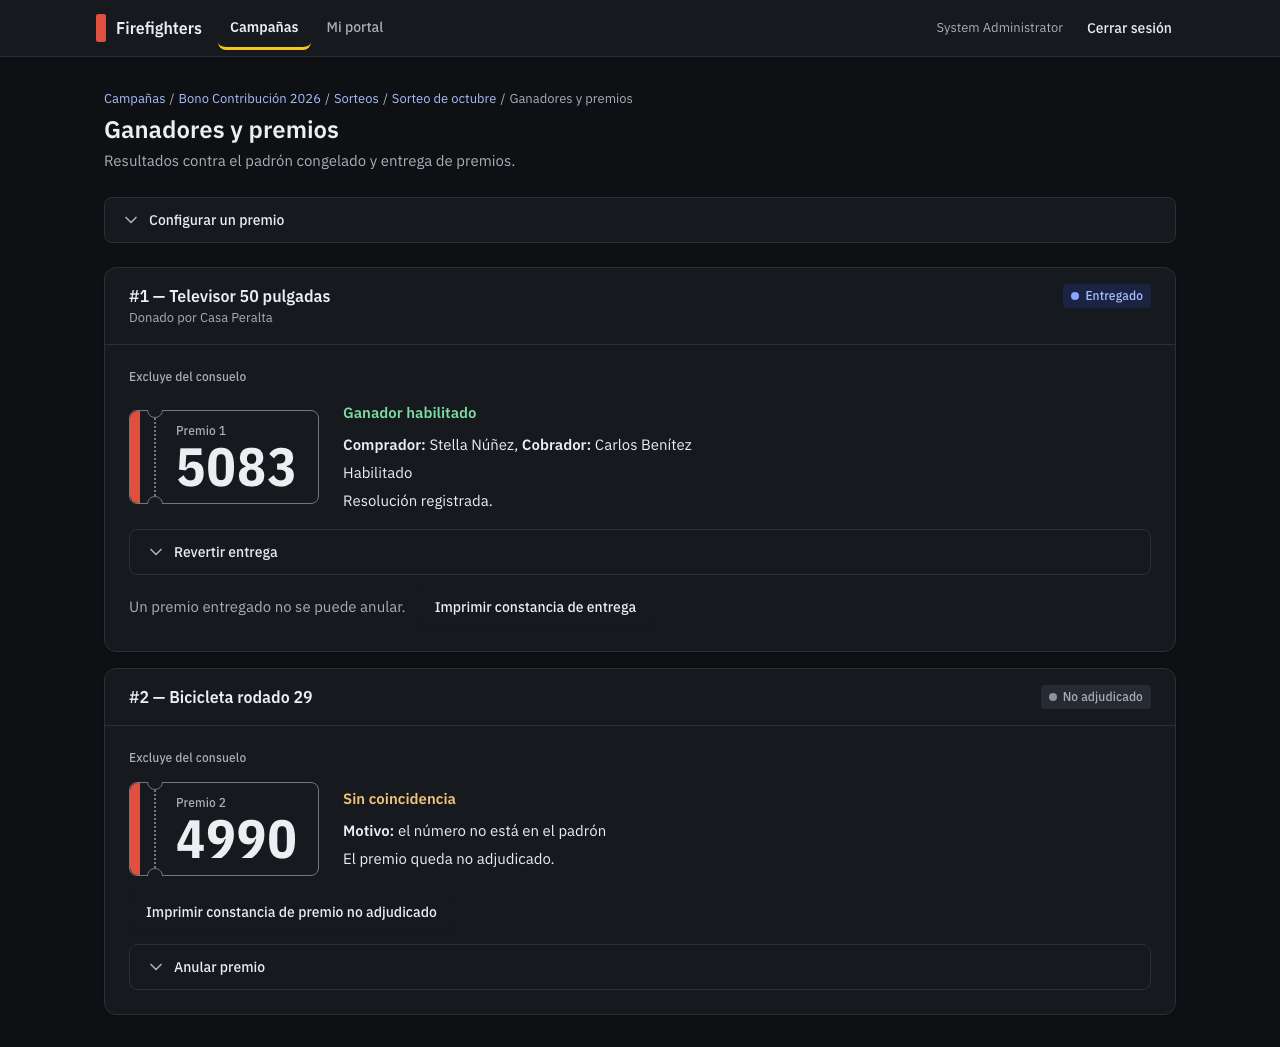 Firefighters
Campañas
Mi portal
System Administrator
Cerrar sesión
Campañas / Bono Contribución 2026 / Sorteos / Sorteo de octubre / Ganadores y premios
Ganadores y premios
Resultados contra el padrón congelado y entrega de premios.
Configurar un premio
#1 — Televisor 50 pulgadas
Entregado
Donado por Casa Peralta
Excluye del consuelo
Premio 1
5083
Ganador habilitado
Comprador: Stella Núñez, Cobrador: Carlos Benítez
Habilitado
Resolución registrada.
Revertir entrega
Un premio entregado no se puede anular.
Imprimir constancia de entrega
#2 — Bicicleta rodado 29
No adjudicado
Excluye del consuelo
Premio 2
4990
Sin coincidencia
Motivo: el número no está en el padrón
El premio queda no adjudicado.
Imprimir constancia de premio no adjudicado
Anular premio